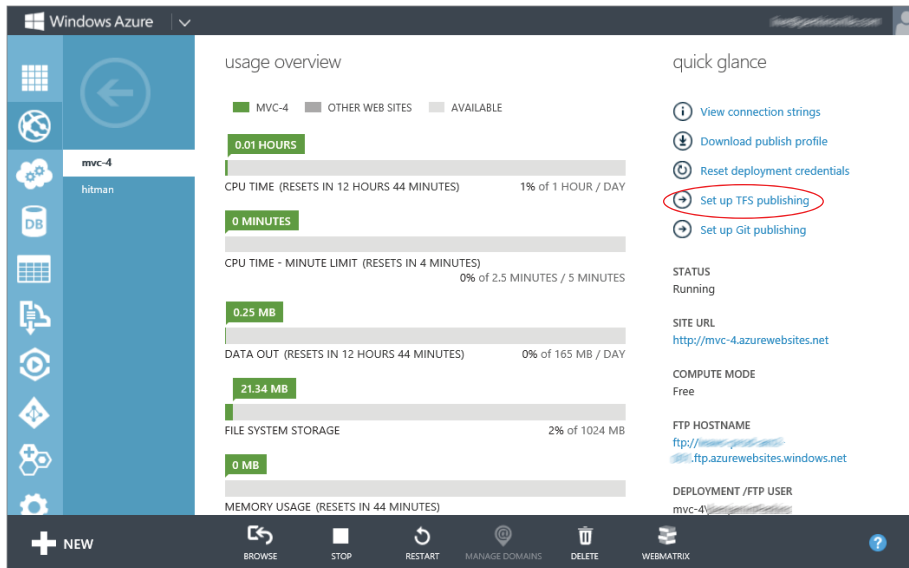 Windows Azure
mvc-4
hitman
DB
usage overview
MVC-4 OTHER WEB SITES AVAILABLE
0.01 HOURS
CPU TIME (RESETS IN 12 HOURS 44 MINUTES) 1% of 1 HOUR / DAY
0 MINUTES
CPU TIME - MINUTE LIMIT (RESETS IN 4 MINUTES)
0% of 2.5 MINUTES / 5 MINUTES
0.25 MB
DATA OUT (RESETS IN 12 HOURS 44 MINUTES) 0% of 165 MB / DAY
21.34 MB
FILE SYSTEM STORAGE 2% of 1024 MB
0 MB
MEMORY USAGE (RESETS IN 44 MINUTES)
quick glance
View connection strings
Download publish profile
Reset deployment credentials
Set up TFS publishing
Set up Git publishing
STATUS
Running
SITE URL
http://mvc-4.azurewebsites.net
COMPUTE MODE
Free
FTP HOSTNAME
ftp://
.ftp.azurewebsites.windows.net
DEPLOYMENT /FTP USER
mvc-4\
NEW
BROWSE STOP RESTART MANAGE DOMAINS DELETE WEBMATRIX
?